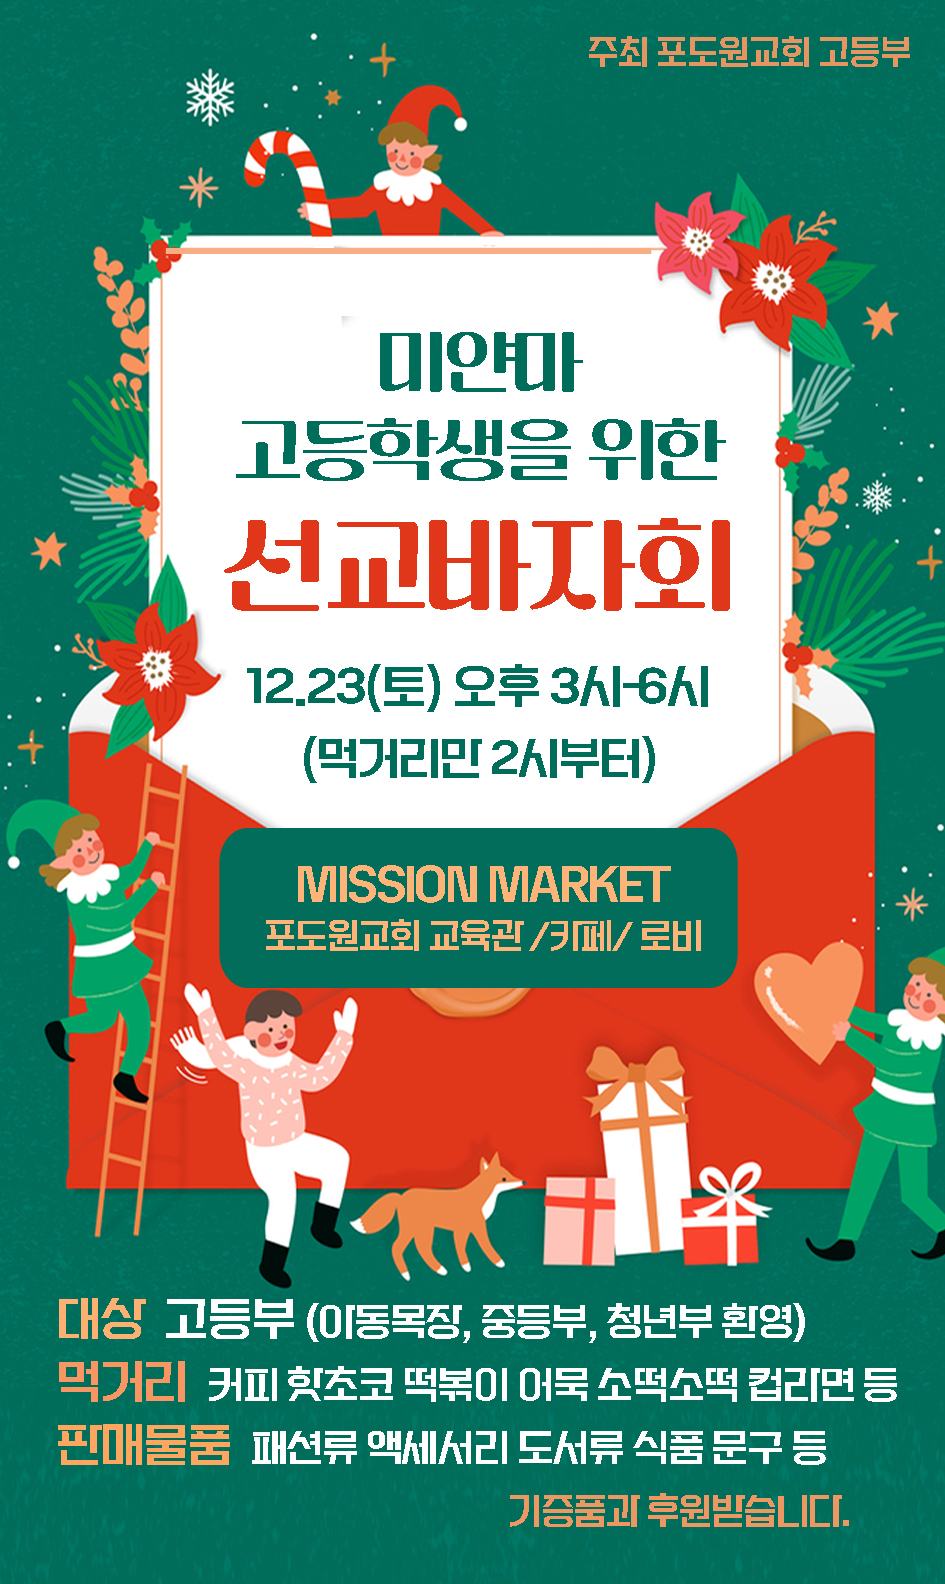 주최 포도원교회 고등부
미얀마
고등학생을 위한
선교바자회
12.23(토) 오후 3시-6시
(먹거리만 2시부터)
MISSION MARKET
포도원교회 교육관 /카페/ 로비
대상 고등부 (아동목장, 중등부, 청년부 환영)
먹거리 커피 핫초코 떡볶이 어묵 소떡소떡 컵라면 등
판매물품 패션류 액세서리 도서류 식품 문구 등
기증품과 후원받습니다.